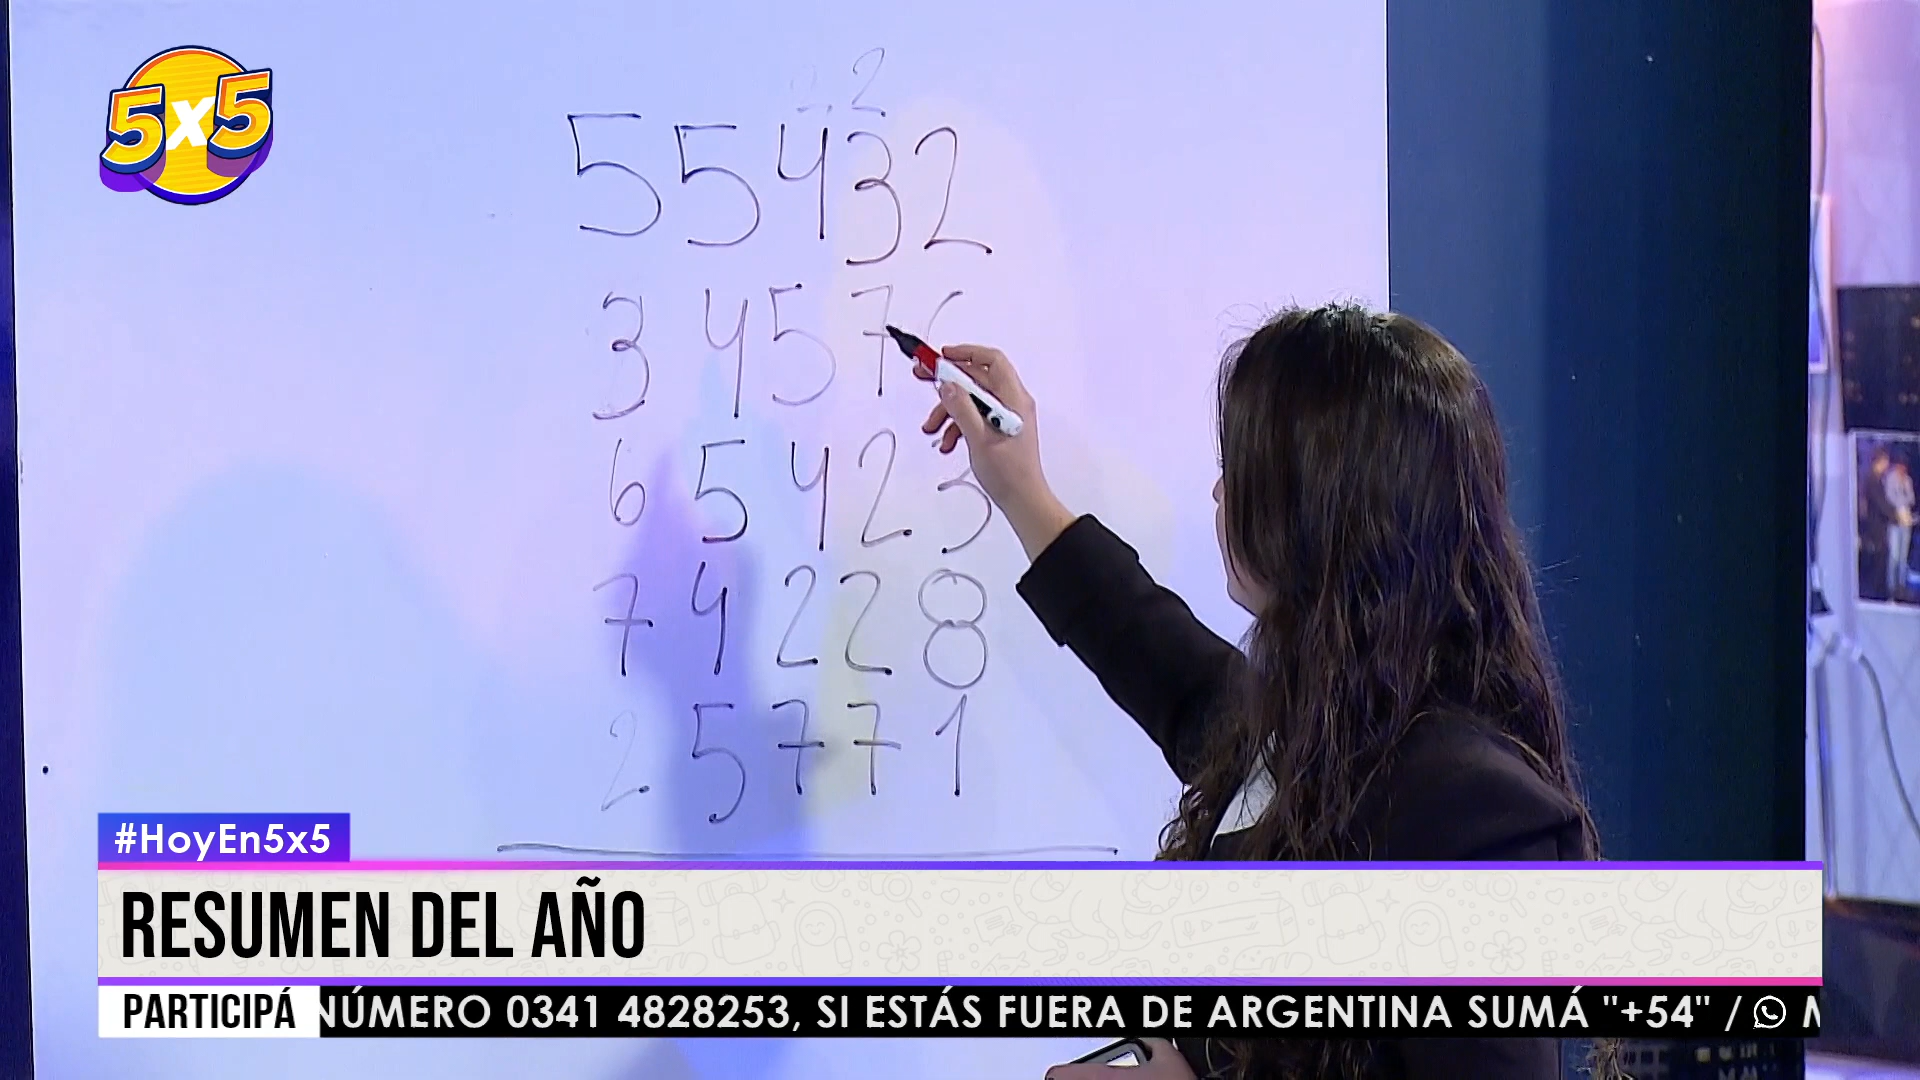 5x5
2 2
55432
3457
65423
74228
25771
#HoyEn5x5
RESUMEN DEL AÑO
PARTICIPÁ NÚMERO 0341 4828253, SI ESTÁS FUERA DE ARGENTINA SUMÁ "+54" /